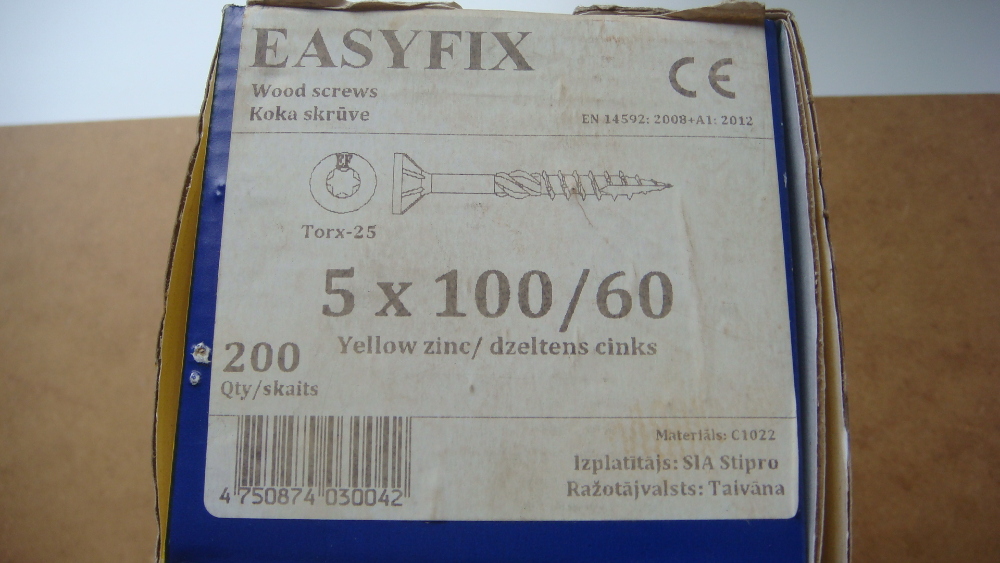 EASYFIX
Wood screws
Koka skrūve
CE
EN 14592: 2008+A1: 2012
EF
Torx-25
5 x 100/60
Yellow zinc/ dzeltens cinks
200
Qty/skaits
Materiāls: C1022
Izplatītājs: SIA Stipro
Ražotājvalsts: Taivāna
4 750874 030042